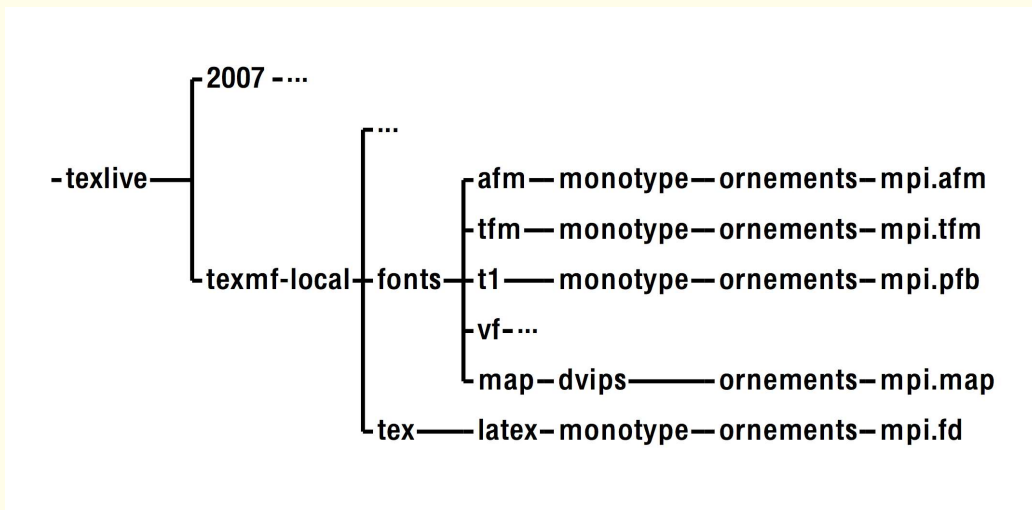 2007 ...
...
texlive afm monotype ornements mpi.afm
tfm monotype ornements mpi.tfm
texmf-local fonts t1 monotype ornements mpi.pfb
vf ...
map dvips ornements mpi.map
tex latex monotype ornements mpi.fd